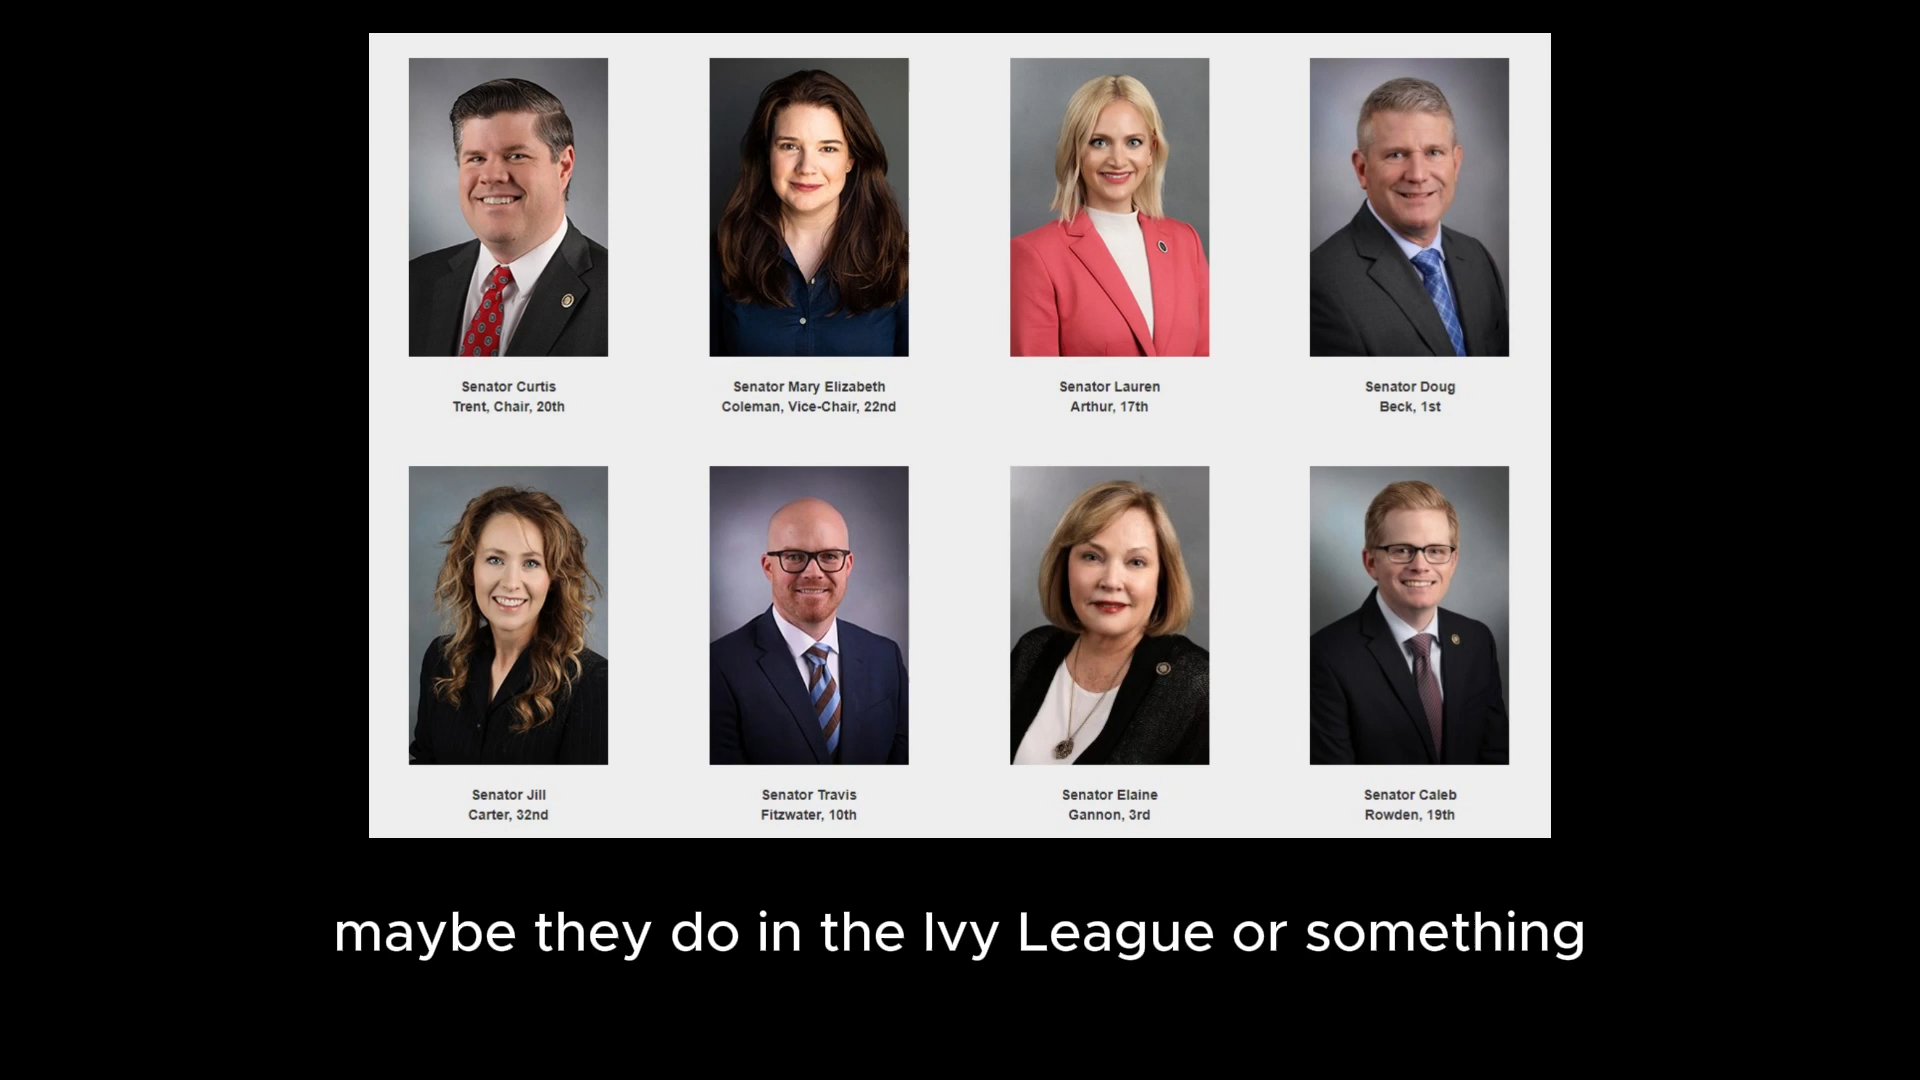 Senator Curtis
Trent, Chair, 20th
Senator Mary Elizabeth
Coleman, Vice-Chair, 22nd
Senator Lauren
Arthur, 17th
Senator Doug
Beck, 1st
Senator Jill
Carter, 32nd
Senator Travis
Fitzwater, 10th
Senator Elaine
Gannon, 3rd
Senator Caleb
Rowden, 19th
maybe they do in the Ivy League or something